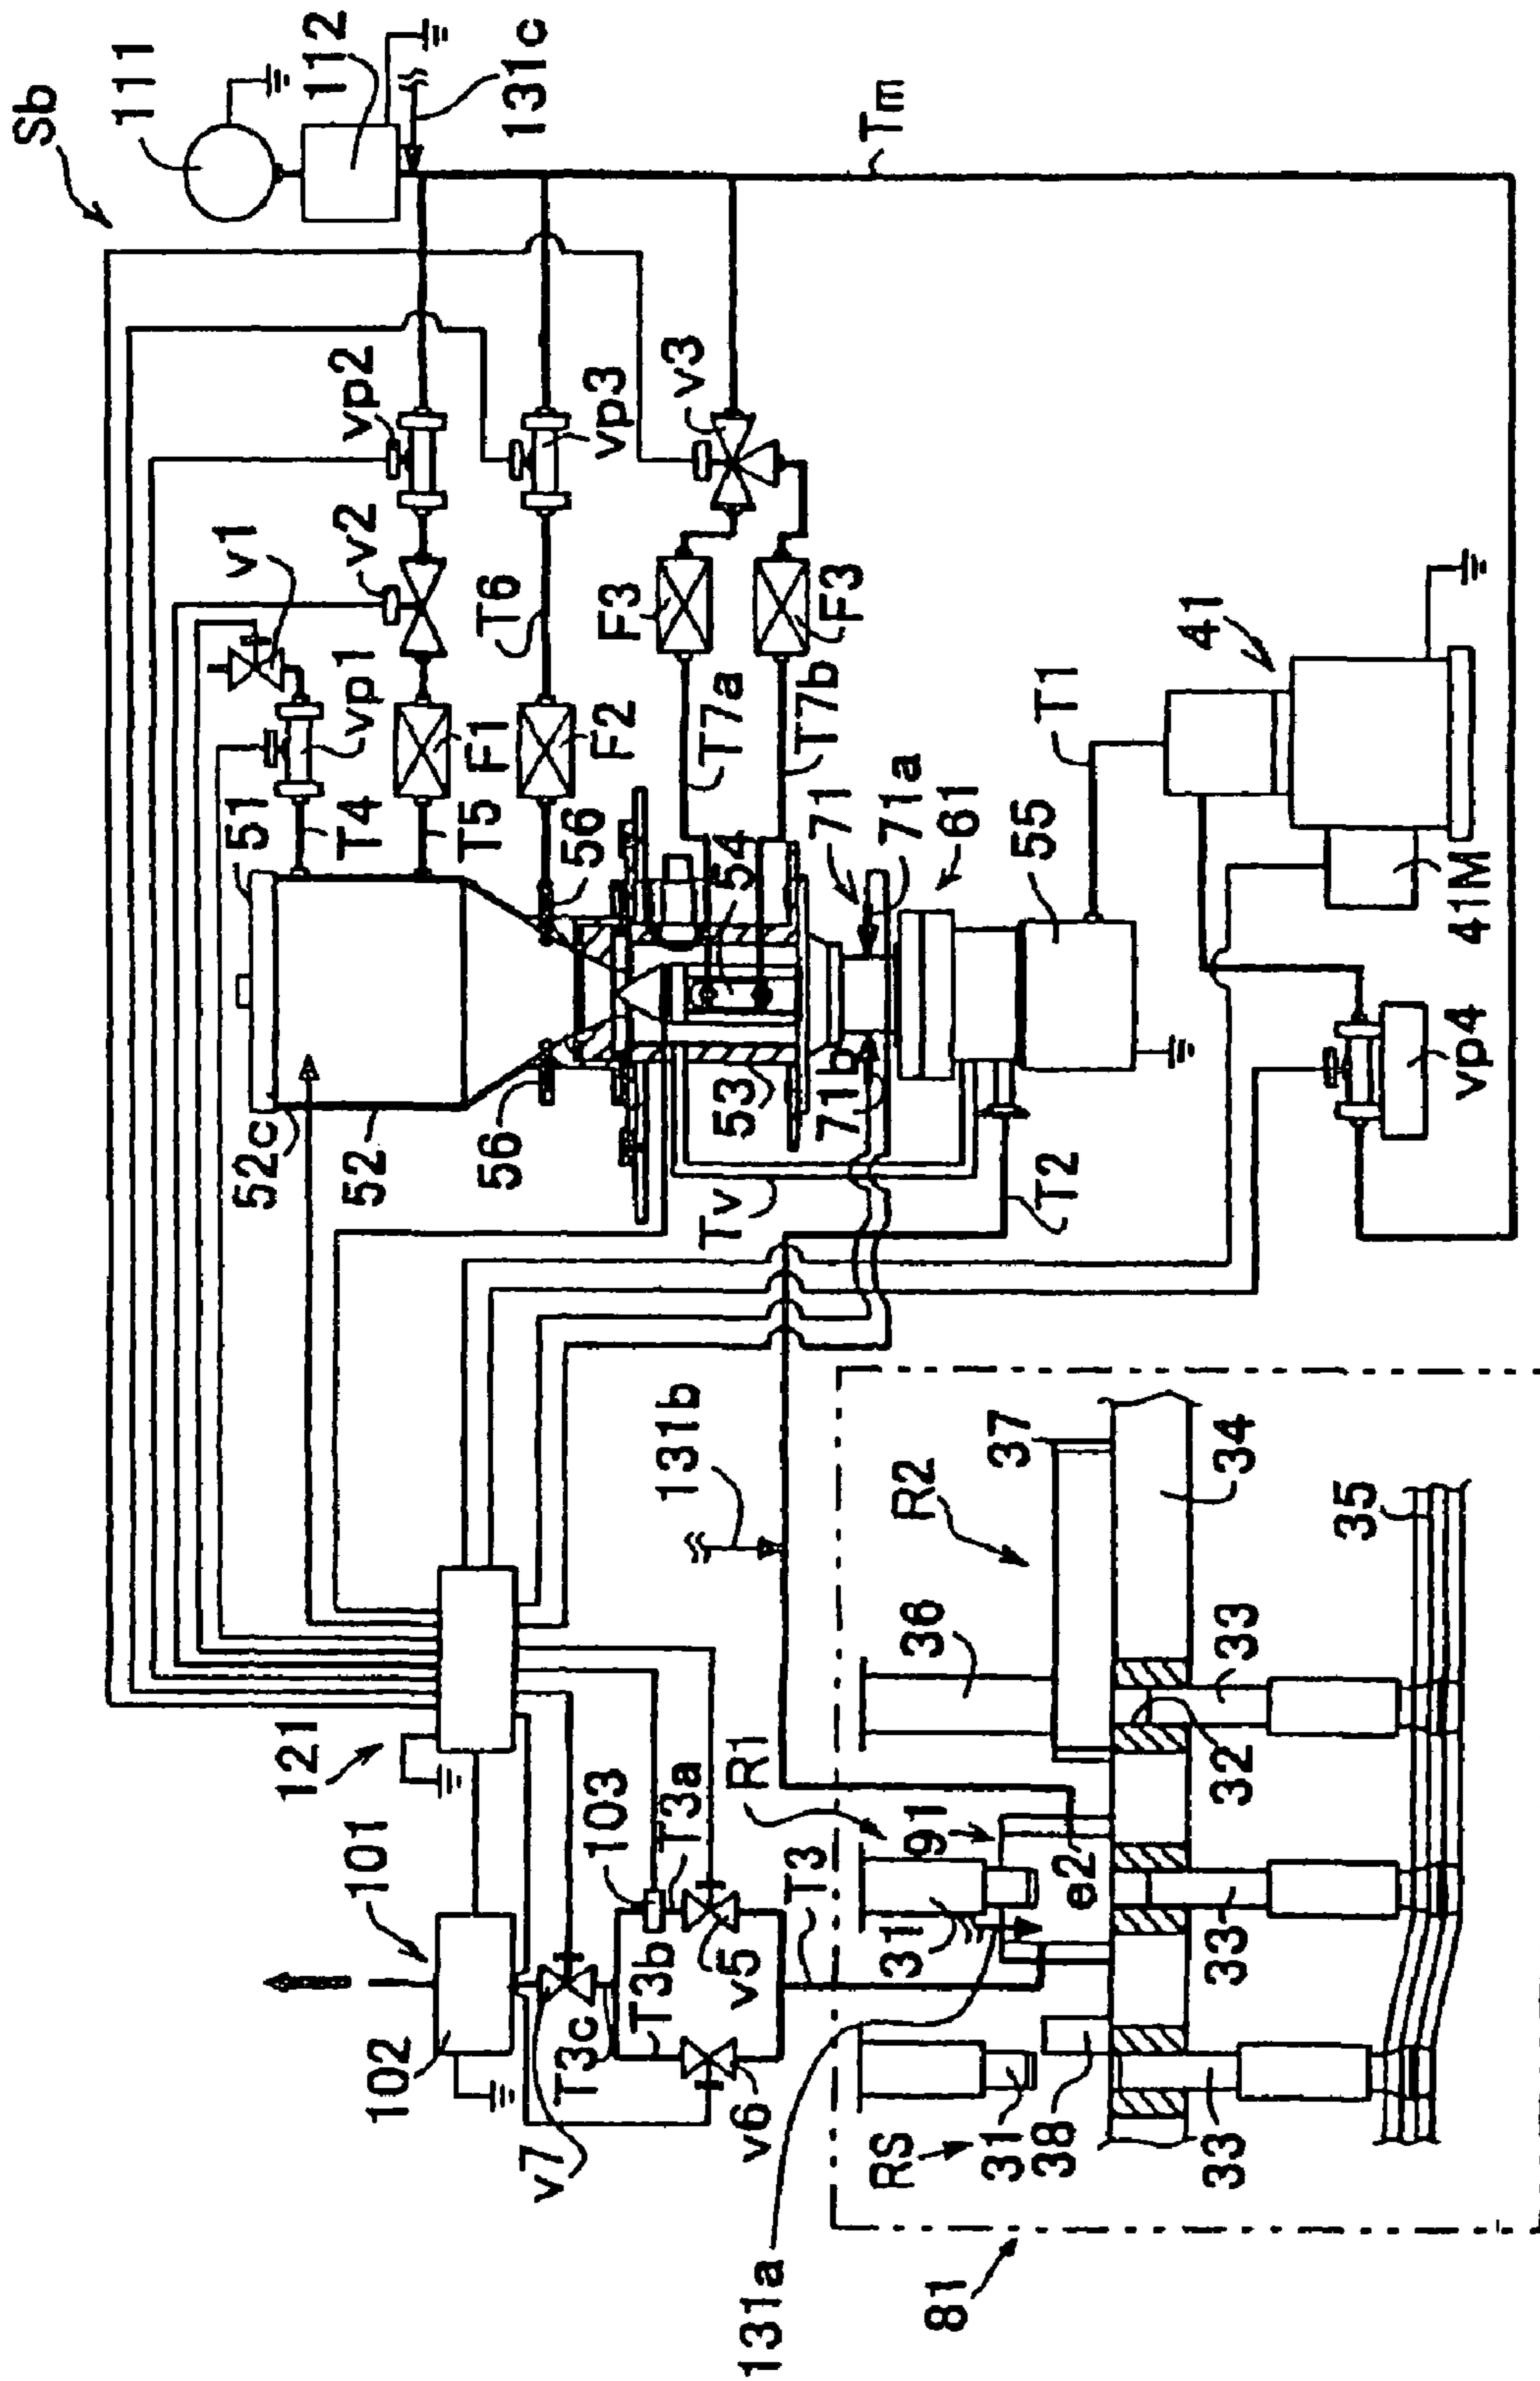 Sb
111
112
131c
Tm
vp2
v2
v1
vp1
51
T4
T5
F1
F2
T6
vp3
v3
F3
F3
T7a
T7b
52c
52
56
56
54
53
Tv
71
71a
71b
61
55
T2
T1
41
41M
vp4
121
101
102
103
T3a
T3b
T3c
v5
v6
v7
T3
131b
131a
R1
91
e2
31
RS
31
38
33
33
33
32
36
R2
37
34
35
81